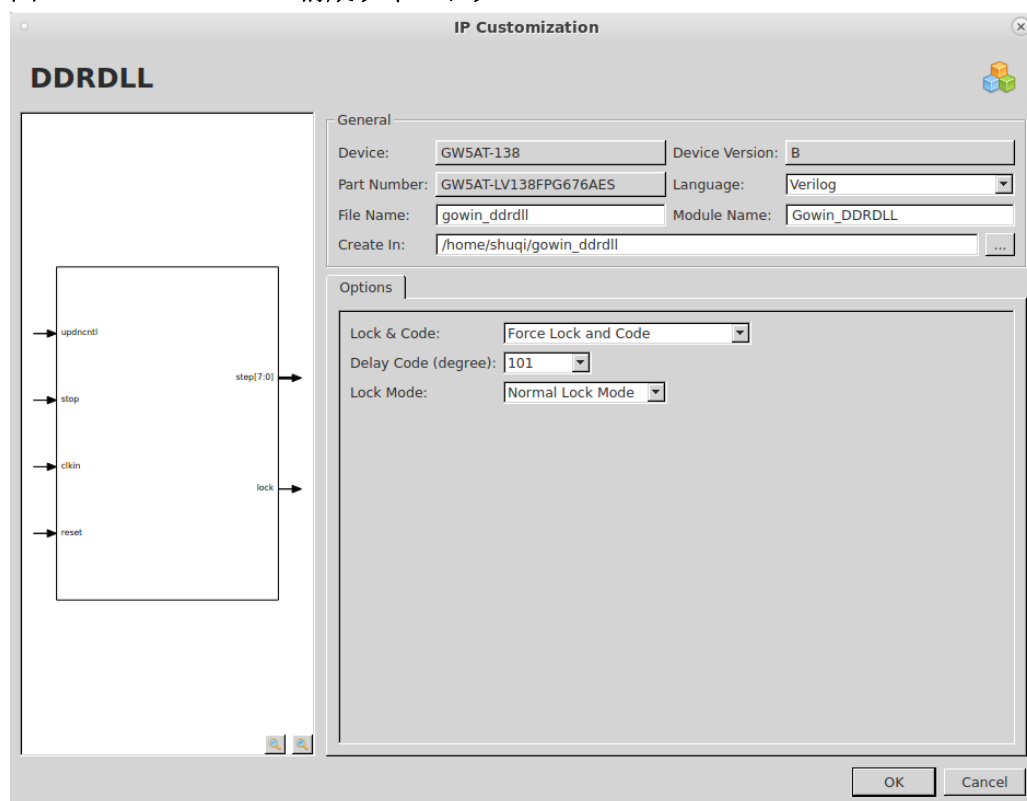 IP Customization
DDRDLL
General
Device: GW5AT-138 Device Version: B
Part Number: GW5AT-LV138FPG676AES Language: Verilog
File Name: gowin_ddrdll Module Name: Gowin_DDRDLL
Create In: /home/shuqi/gowin_ddrdll ...
Options
Lock & Code: Force Lock and Code
Delay Code (degree): 101
Lock Mode: Normal Lock Mode
updncntl
step[7:0]
stop
clkin
lock
reset
OK Cancel